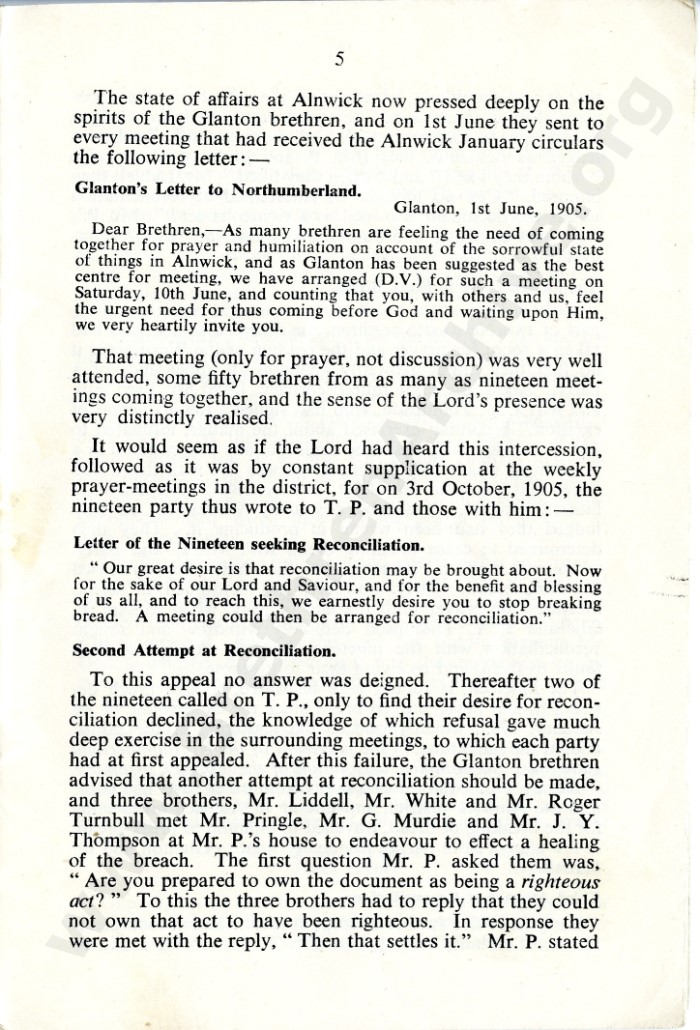 5
The state of affairs at Alnwick now pressed deeply on the
spirits of the Glanton brethren, and on 1st June they sent to
every meeting that had received the Alnwick January circulars
the following letter:—
Glanton's Letter to Northumberland.
Glanton, 1st June, 1905.
Dear Brethren,—As many brethren are feeling the need of coming
together for prayer and humiliation on account of the sorrowful state
of things in Alnwick, and as Glanton has been suggested as the best
centre for meeting, we have arranged (D.V.) for such a meeting on
Saturday, 10th June, and counting that you, with others and us, feel
the urgent need for thus coming before God and waiting upon Him,
we very heartily invite you.
That meeting (only for prayer, not discussion) was very well
attended, some fifty brethren from as many as nineteen meet-
ings coming together, and the sense of the Lord's presence was
very distinctly realised.
It would seem as if the Lord had heard this intercession,
followed as it was by constant supplication at the weekly
prayer-meetings in the district, for on 3rd October, 1905, the
nineteen party thus wrote to T. P. and those with him:—
Letter of the Nineteen seeking Reconciliation.
" Our great desire is that reconciliation may be brought about. Now
for the sake of our Lord and Saviour, and for the benefit and blessing
of us all, and to reach this, we earnestly desire you to stop breaking
bread. A meeting could then be arranged for reconciliation."
Second Attempt at Reconciliation.
To this appeal no answer was deigned. Thereafter two of
the nineteen called on T. P., only to find their desire for recon-
ciliation declined, the knowledge of which refusal gave much
deep exercise in the surrounding meetings, to which each party
had at first appealed. After this failure, the Glanton brethren
advised that another attempt at reconciliation should be made,
and three brothers, Mr. Liddell, Mr. White and Mr. Roger
Turnbull met Mr. Pringle, Mr. G. Murdie and Mr. J. Y.
Thompson at Mr. P.'s house to endeavour to effect a healing
of the breach. The first question Mr. P. asked them was,
" Are you prepared to own the document as being a righteous
act? " To this the three brothers had to reply that they could
not own that act to have been righteous. In response they
were met with the reply, " Then that settles it." Mr. P. stated